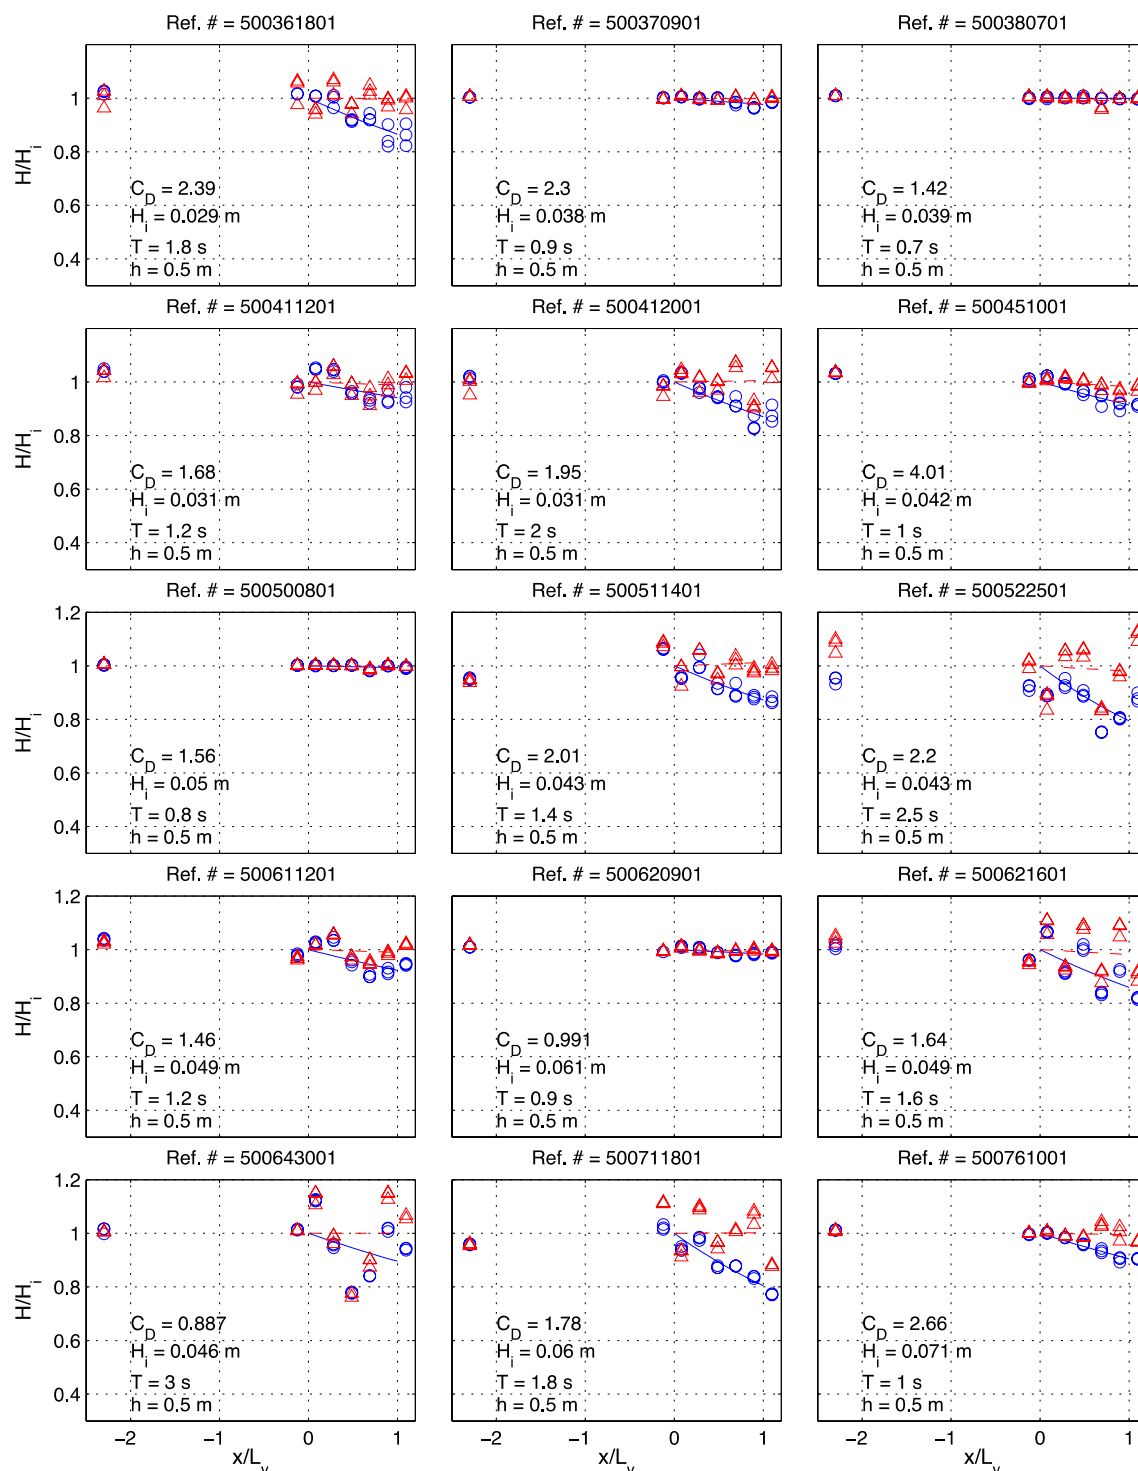 Ref. # = 500361801
Ref. # = 500370901
Ref. # = 500380701
H/Hi
1
0.8
0.6
0.4
C_D = 2.39
H_i = 0.029 m
T = 1.8 s
h = 0.5 m
C_D = 2.3
H_i = 0.038 m
T = 0.9 s
h = 0.5 m
C_D = 1.42
H_i = 0.039 m
T = 0.7 s
h = 0.5 m
Ref. # = 500411201
Ref. # = 500412001
Ref. # = 500451001
H/H_i
1
0.8
0.6
0.4
C_D = 1.68
H_i = 0.031 m
T = 1.2 s
h = 0.5 m
C_D = 1.95
H_i = 0.031 m
T = 2 s
h = 0.5 m
C_D = 4.01
H_i = 0.042 m
T = 1 s
h = 0.5 m
Ref. # = 500500801
Ref. # = 500511401
Ref. # = 500522501
H/H_i
1.2
1
0.8
0.6
0.4
C_D = 1.56
H_i = 0.05 m
T = 0.8 s
h = 0.5 m
C_D = 2.01
H_i = 0.043 m
T = 1.4 s
h = 0.5 m
C_D = 2.2
H_i = 0.043 m
T = 2.5 s
h = 0.5 m
Ref. # = 500611201
Ref. # = 500620901
Ref. # = 500621601
H/H_i
1.2
1
0.8
0.6
0.4
C_D = 1.46
H_i = 0.049 m
T = 1.2 s
h = 0.5 m
C_D = 0.991
H_i = 0.061 m
T = 0.9 s
h = 0.5 m
C_D = 1.64
H_i = 0.049 m
T = 1.6 s
h = 0.5 m
Ref. # = 500643001
Ref. # = 500711801
Ref. # = 500761001
H/H_i
1.2
1
0.8
0.6
0.4
C_D = 0.887
H_i = 0.046 m
T = 3 s
h = 0.5 m
C_D = 1.78
H_i = 0.06 m
T = 1.8 s
h = 0.5 m
C_D = 2.66
H_i = 0.071 m
T = 1 s
h = 0.5 m
−2 −1 0 1
−2 −1 0 1
−2 −1 0 1
x/L_v
x/L_v
x/L_v